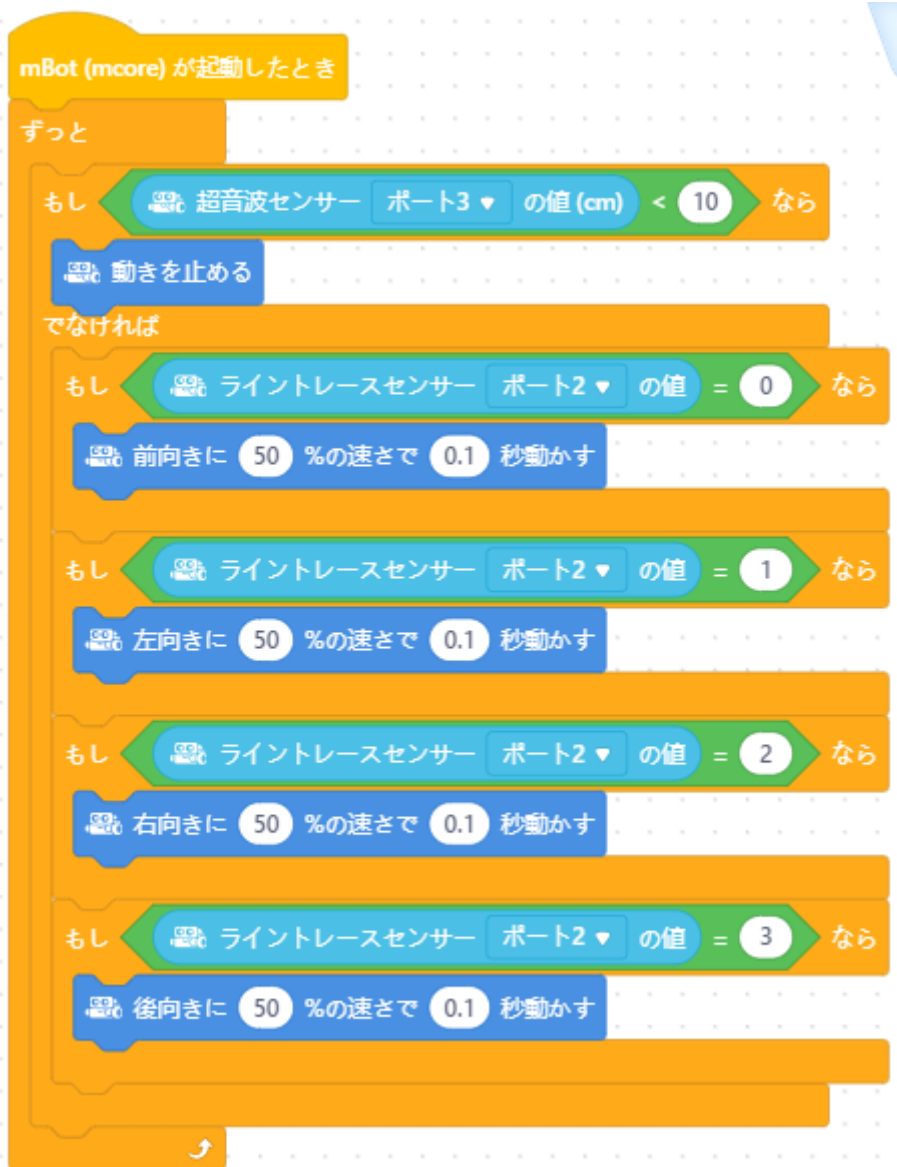 mBot (mcore) が起動したとき
ずっと
もし 超音波センサー ポート3 の値 (cm) < 10 なら
動きを止める
でなければ
もし ライントレースセンサー ポート2 の値 = 0 なら
前向きに 50 %の速さで 0.1 秒動かす
もし ライントレースセンサー ポート2 の値 = 1 なら
左向きに 50 %の速さで 0.1 秒動かす
もし ライントレースセンサー ポート2 の値 = 2 なら
右向きに 50 %の速さで 0.1 秒動かす
もし ライントレースセンサー ポート2 の値 = 3 なら
後向きに 50 %の速さで 0.1 秒動かす